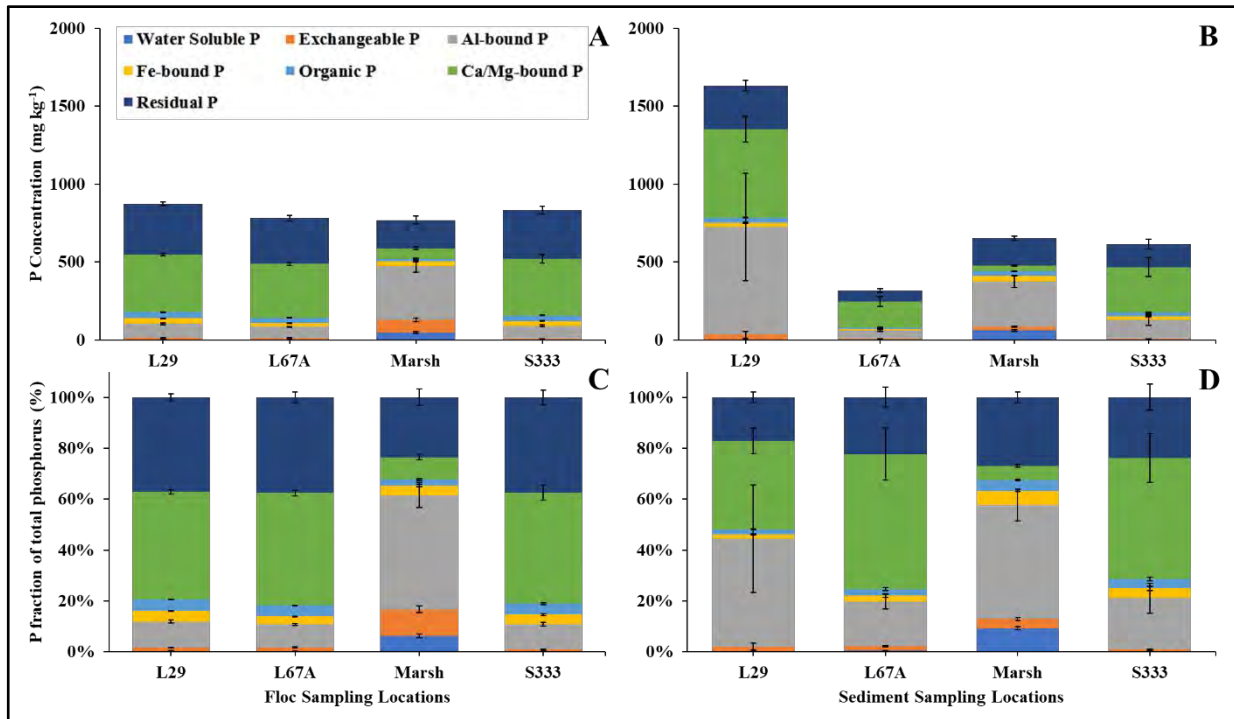 2000
1500
1000
500
0
P Concentration (mg kg⁻¹)
Water Soluble P
Exchangeable P
Al-bound P
Fe-bound P
Organic P
Ca/Mg-bound P
Residual P
A
L29
L67A
Marsh
S333
2000
1500
1000
500
0
B
L29
L67A
Marsh
S333
100%
80%
60%
40%
20%
0%
P fraction of total phosphorus (%)
C
L29
L67A
Marsh
S333
Floc Sampling Locations
100%
80%
60%
40%
20%
0%
D
L29
L67A
Marsh
S333
Sediment Sampling Locations